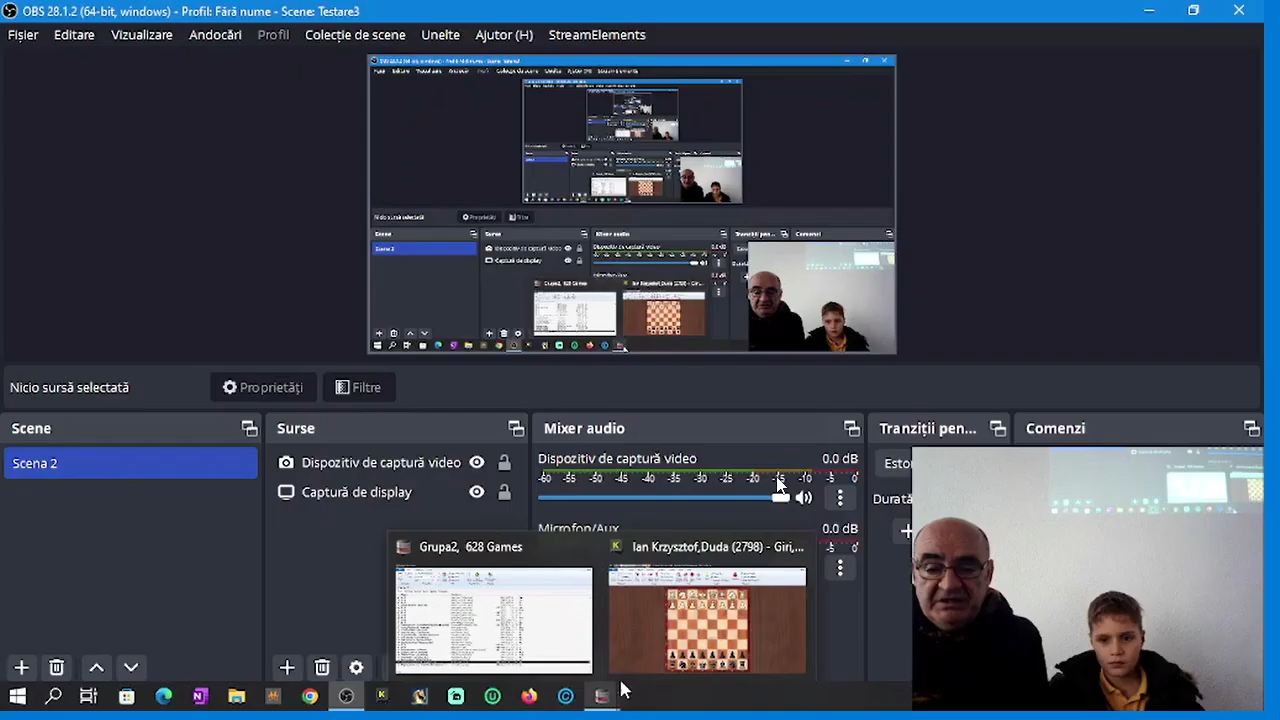 OBS 28.1.2 (64-bit, windows) - Profil: Fără nume - Scene: Testare3
Fișier Editare Vizualizare Andocări Profil Colecție de scene Unelte Ajutor (H) StreamElements
Nicio sursă selectată Proprietăți Filtre
Scene Surse Mixer audio Tranziții pen... Comenzi
Scena 2
Dispozitiv de captură video
Captură de display
Dispozitiv de captură video 0.0 dB
-60 -55 -50 -45 -40 -35 -30 -25 -20 -15 -10 -5 0
Microfon/Aux 0.0 dB
-5 0
Estor
Durată
Grupa2, 628 Games
Ian Krzysztof,Duda (2798) - Giri,...